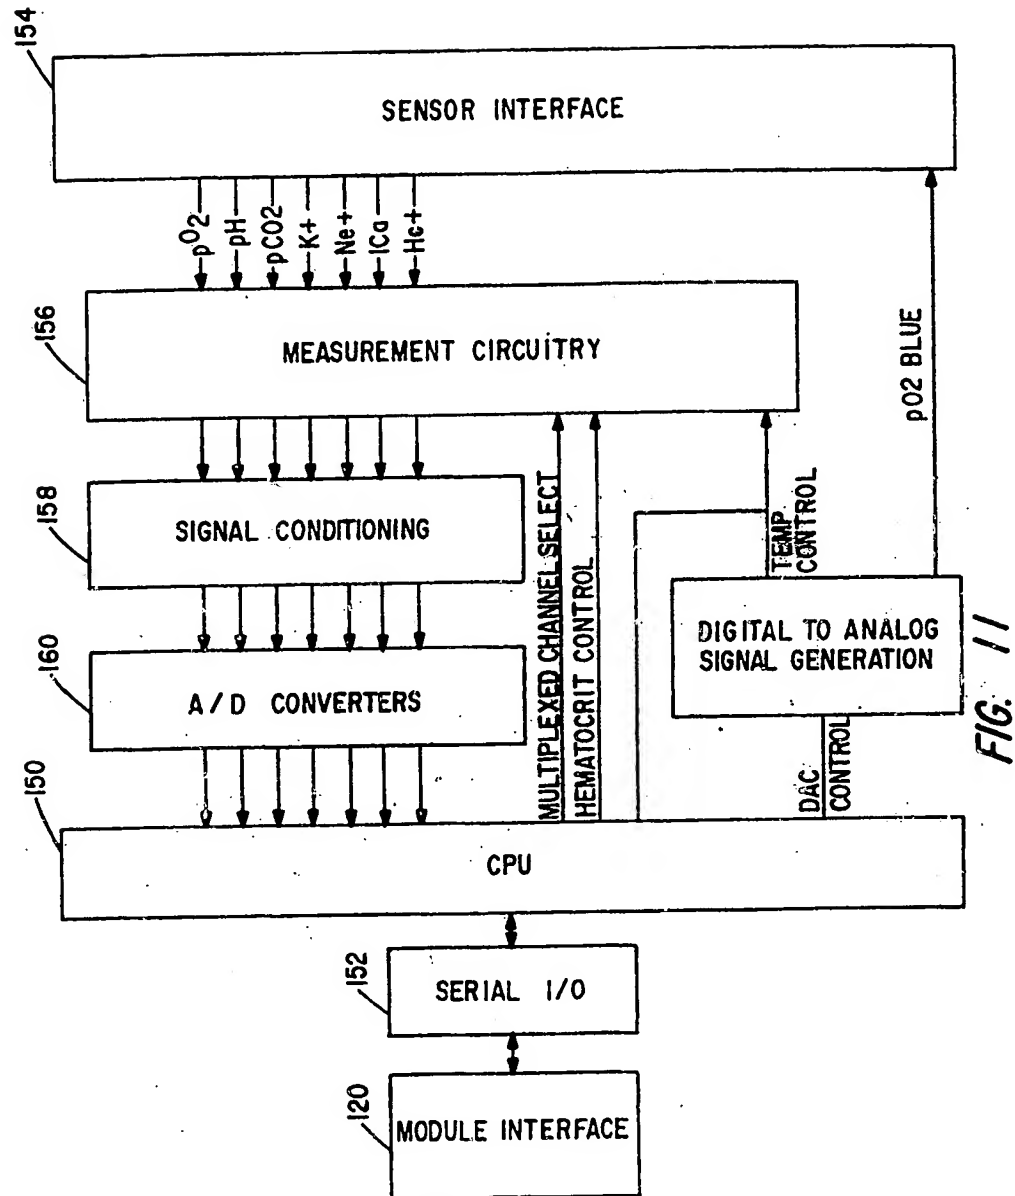 154
SENSOR INTERFACE
pO2
pH
pCO2
K+
Ne+
ICa
Hc+
156
MEASUREMENT CIRCUITRY
pO2 BLUE
158
SIGNAL CONDITIONING
MULTIPLEXED CHANNEL SELECT
HEMATOCRIT CONTROL
TEMP
CONTROL
160
A/D CONVERTERS
DIGITAL TO ANALOG
SIGNAL GENERATION
DAC
CONTROL
150
CPU
152
SERIAL I/O
120
MODULE INTERFACE
FIG. 11